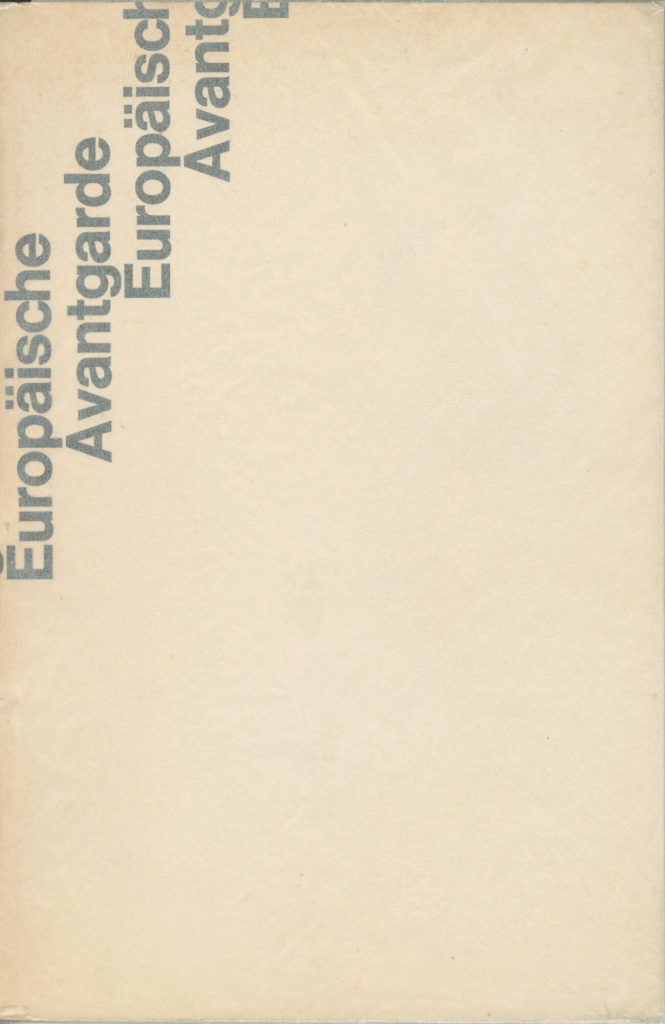 Europäische
Avantgarde
Europäisch
Avantg
E